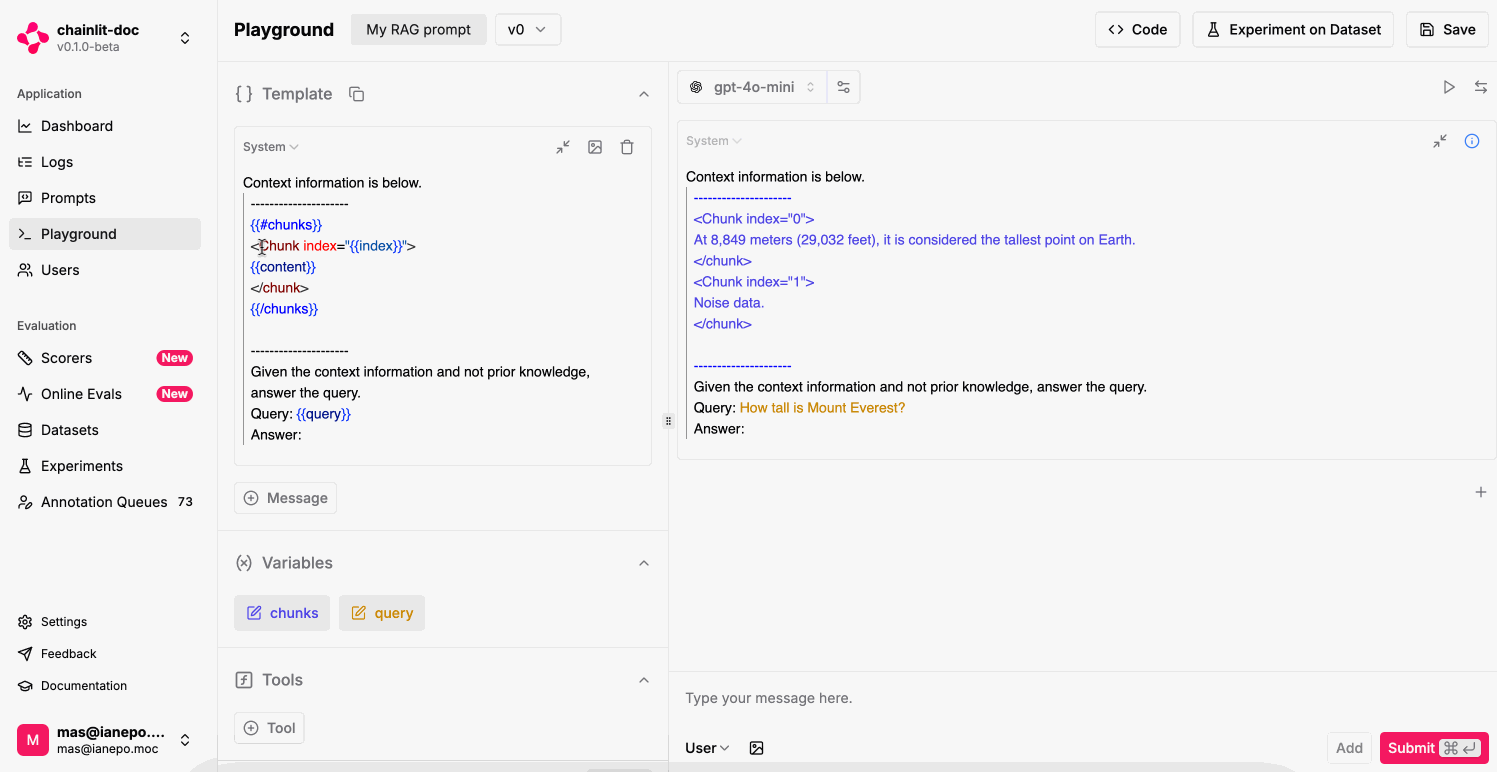 chainlit-doc
v0.1.0-beta
Application
Dashboard
Logs
Prompts
Playground
Users
Evaluation
Scorers New
Online Evals New
Datasets
Experiments
Annotation Queues 73
Settings
Feedback
Documentation
M
mas@ianepo....
mas@ianepo.moc
Playground
My RAG prompt
v0
Code
Experiment on Dataset
Save
{ } Template
System
Context information is below.
---------------------
{{#chunks}}
<Chunk index="{{index}}">
{{content}}
</chunk>
{{/chunks}}
---------------------
Given the context information and not prior knowledge,
answer the query.
Query: {{query}}
Answer:
Message
(x) Variables
chunks
query
Tools
Tool
gpt-4o-mini
System
Context information is below.
---------------------
<Chunk index="0">
At 8,849 meters (29,032 feet), it is considered the tallest point on Earth.
</chunk>
<Chunk index="1">
Noise data.
</chunk>
---------------------
Given the context information and not prior knowledge, answer the query.
Query: How tall is Mount Everest?
Answer:
Type your message here.
User
Add
Submit ⌘ ↵